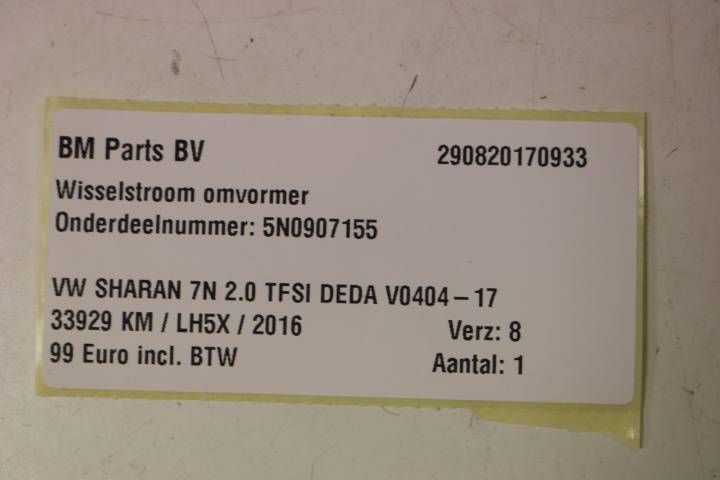 BM Parts BV 290820170933
Wisselstroom omvormer
Onderdeelnummer: 5N0907155
VW SHARAN 7N 2.0 TFSI DEDA V0404-17
33929 KM / LH5X / 2016 Verz: 8
99 Euro incl. BTW Aantal: 1